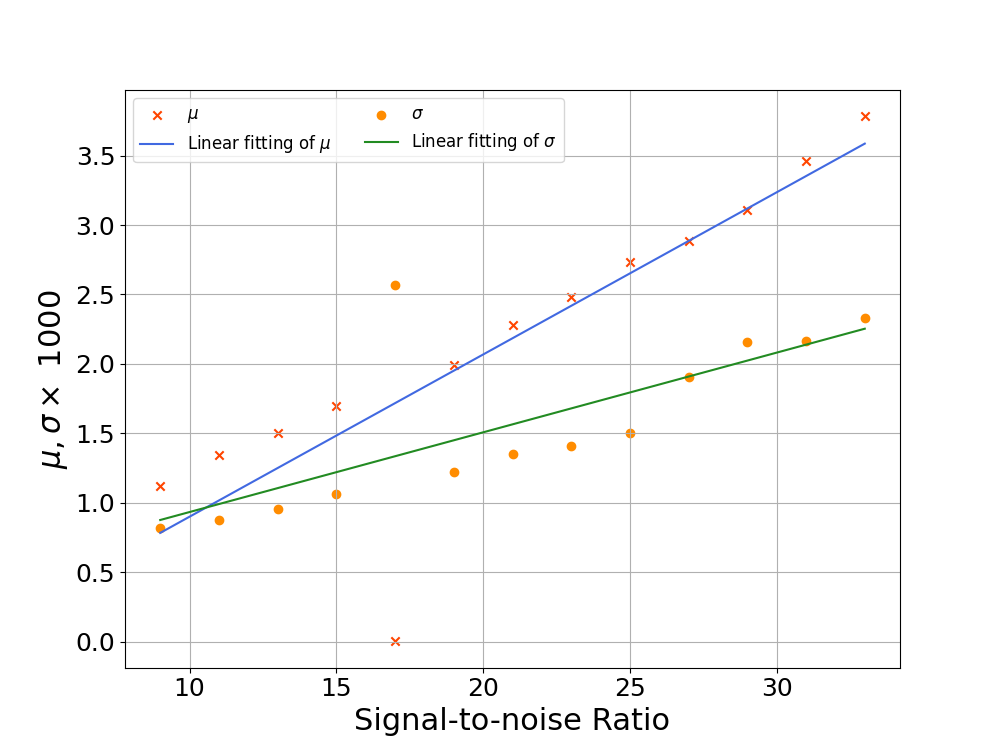 μ
σ
Linear fitting of μ
Linear fitting of σ
μ, σ × 1000
3.5
3.0
2.5
2.0
1.5
1.0
0.5
0.0
10 15 20 25 30
Signal-to-noise Ratio